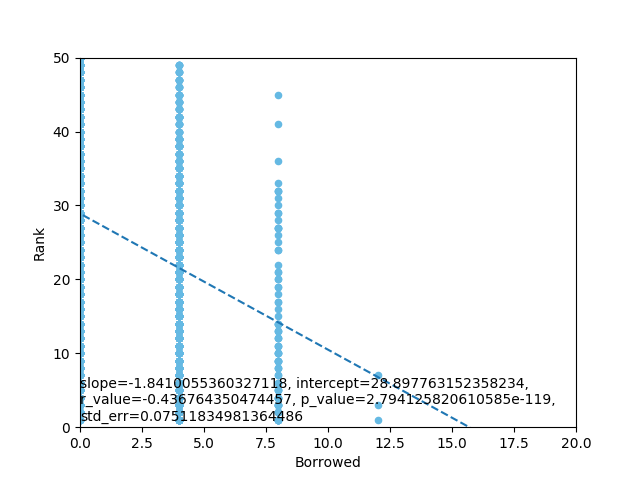 50
40
30
20
10
0
Rank
slope=-1.8410055360327118, intercept=28.897763152358234,
r_value=-0.436764350474457, p_value=2.794125820610585e-119,
std_err=0.07511834981364486
0.0 2.5 5.0 7.5 10.0 12.5 15.0 17.5 20.0
Borrowed